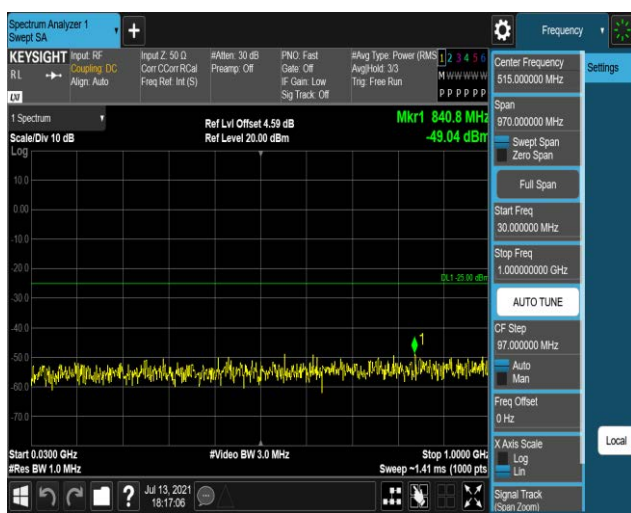 Spectrum Analyzer 1
Swept SA
+
Frequency
KEYSIGHT
RL
LXI
Input: RF
Coupling: DC
Align: Auto
Input Z: 50 Ω
Corr CCorr RCal
Freq Ref: Int (S)
#Atten: 30 dB
Preamp: Off
PNO: Fast
Gate: Off
IF Gain: Low
Sig Track: Off
#Avg Type: Power (RMS
Avg|Hold: 3/3
Trig: Free Run
1 2 3 4 5 6
M W W W W W
P P P P P P
1 Spectrum
Scale/Div 10 dB
Log
Ref Lvl Offset 4.59 dB
Ref Level 20.00 dBm
Mkr1 840.8 MHz
-49.04 dBm
10.0
0.00
-10.0
-20.0
DL1 -25.00 dBm
-30.0
-40.0
1
-50.0
-60.0
-70.0
Start 0.0300 GHz
#Res BW 1.0 MHz
#Video BW 3.0 MHz
Stop 1.0000 GHz
Sweep ~1.41 ms (1000 pts
?
Jul 13, 2021
18:17:06
Center Frequency
515.000000 MHz
Span
970.000000 MHz
Swept Span
Zero Span
Full Span
Start Freq
30.000000 MHz
Stop Freq
1.000000000 GHz
AUTO TUNE
CF Step
97.000000 MHz
Auto
Man
Freq Offset
0 Hz
X Axis Scale
Log
Lin
Signal Track
(Span Zoom)
Settings
Local